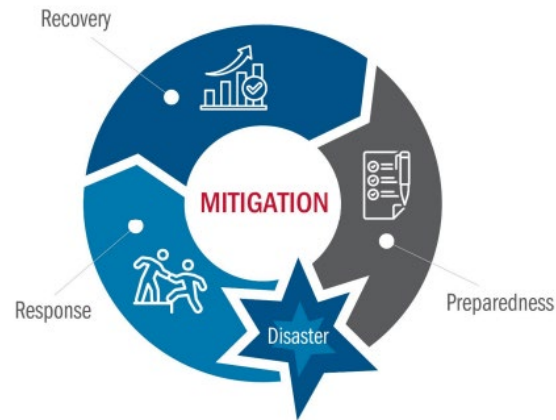 Recovery
MITIGATION
Response
Preparedness
Disaster